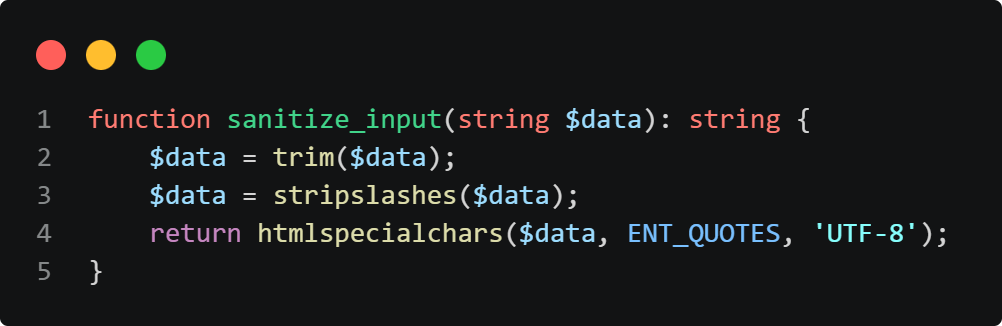 1 function sanitize_input(string $data): string {
2     $data = trim($data);
3     $data = stripslashes($data);
4     return htmlspecialchars($data, ENT_QUOTES, 'UTF-8');
5 }